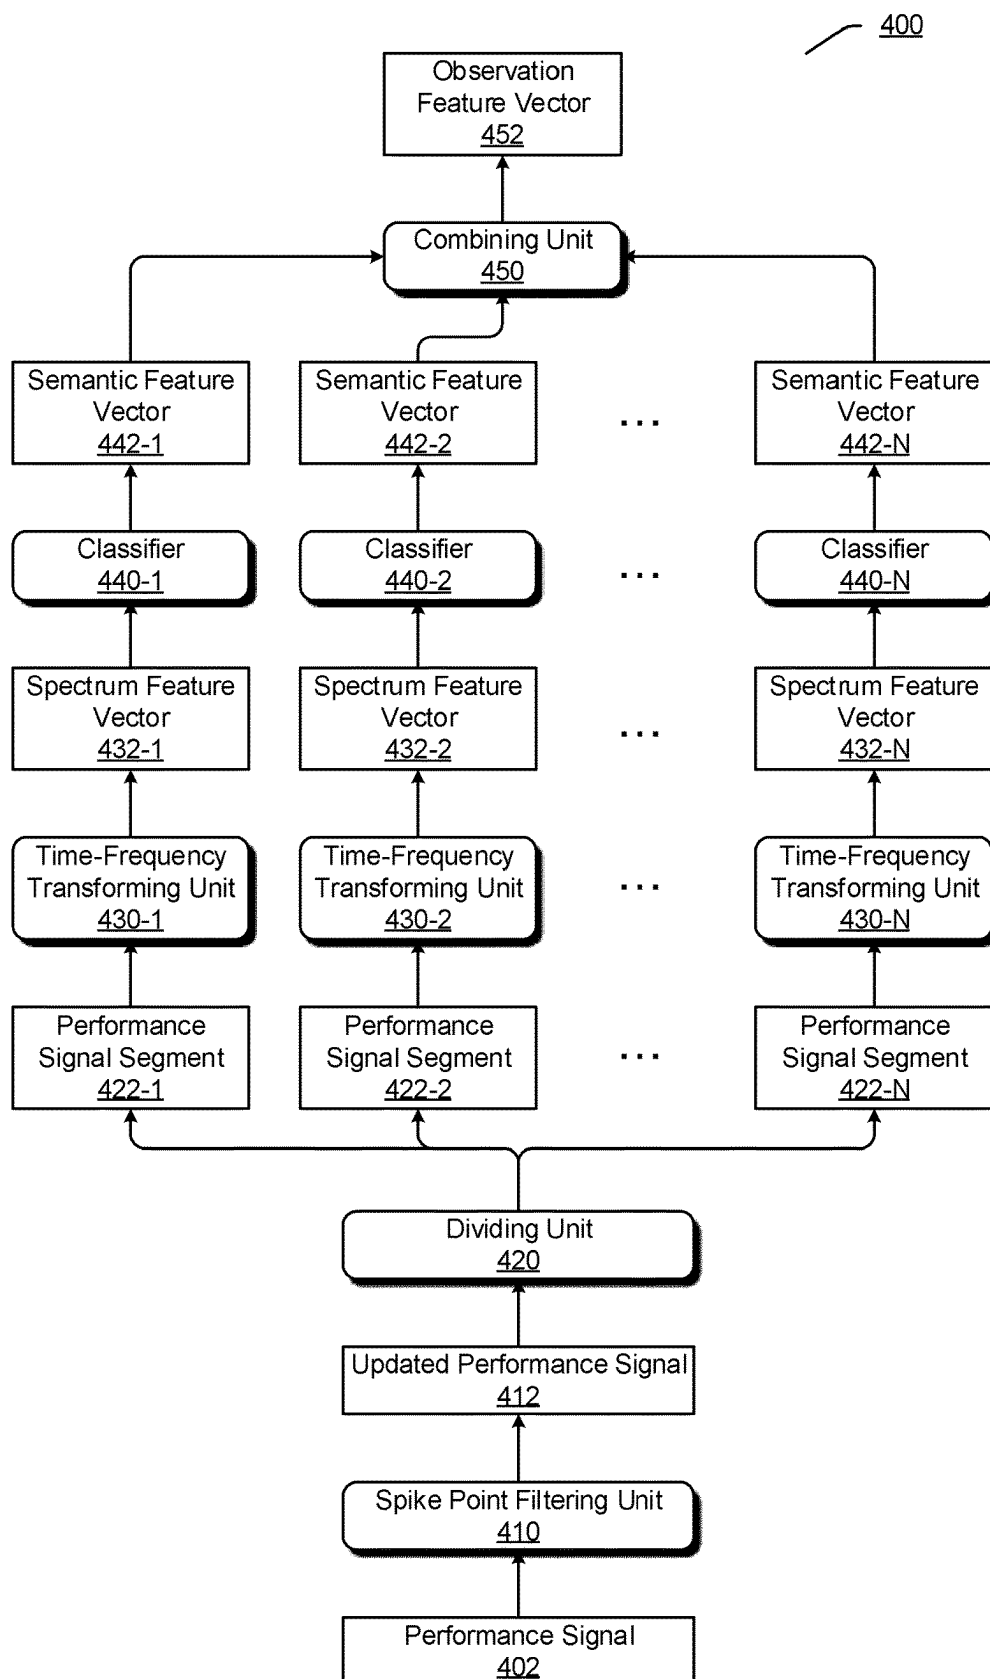 400
Observation
Feature Vector
452
Combining Unit
450
Semantic Feature
Vector
442-1
Semantic Feature
Vector
442-2
...
Semantic Feature
Vector
442-N
Classifier
440-1
Classifier
440-2
...
Classifier
440-N
Spectrum Feature
Vector
432-1
Spectrum Feature
Vector
432-2
...
Spectrum Feature
Vector
432-N
Time-Frequency
Transforming Unit
430-1
Time-Frequency
Transforming Unit
430-2
...
Time-Frequency
Transforming Unit
430-N
Performance
Signal Segment
422-1
Performance
Signal Segment
422-2
...
Performance
Signal Segment
422-N
Dividing Unit
420
Updated Performance Signal
412
Spike Point Filtering Unit
410
Performance Signal
402